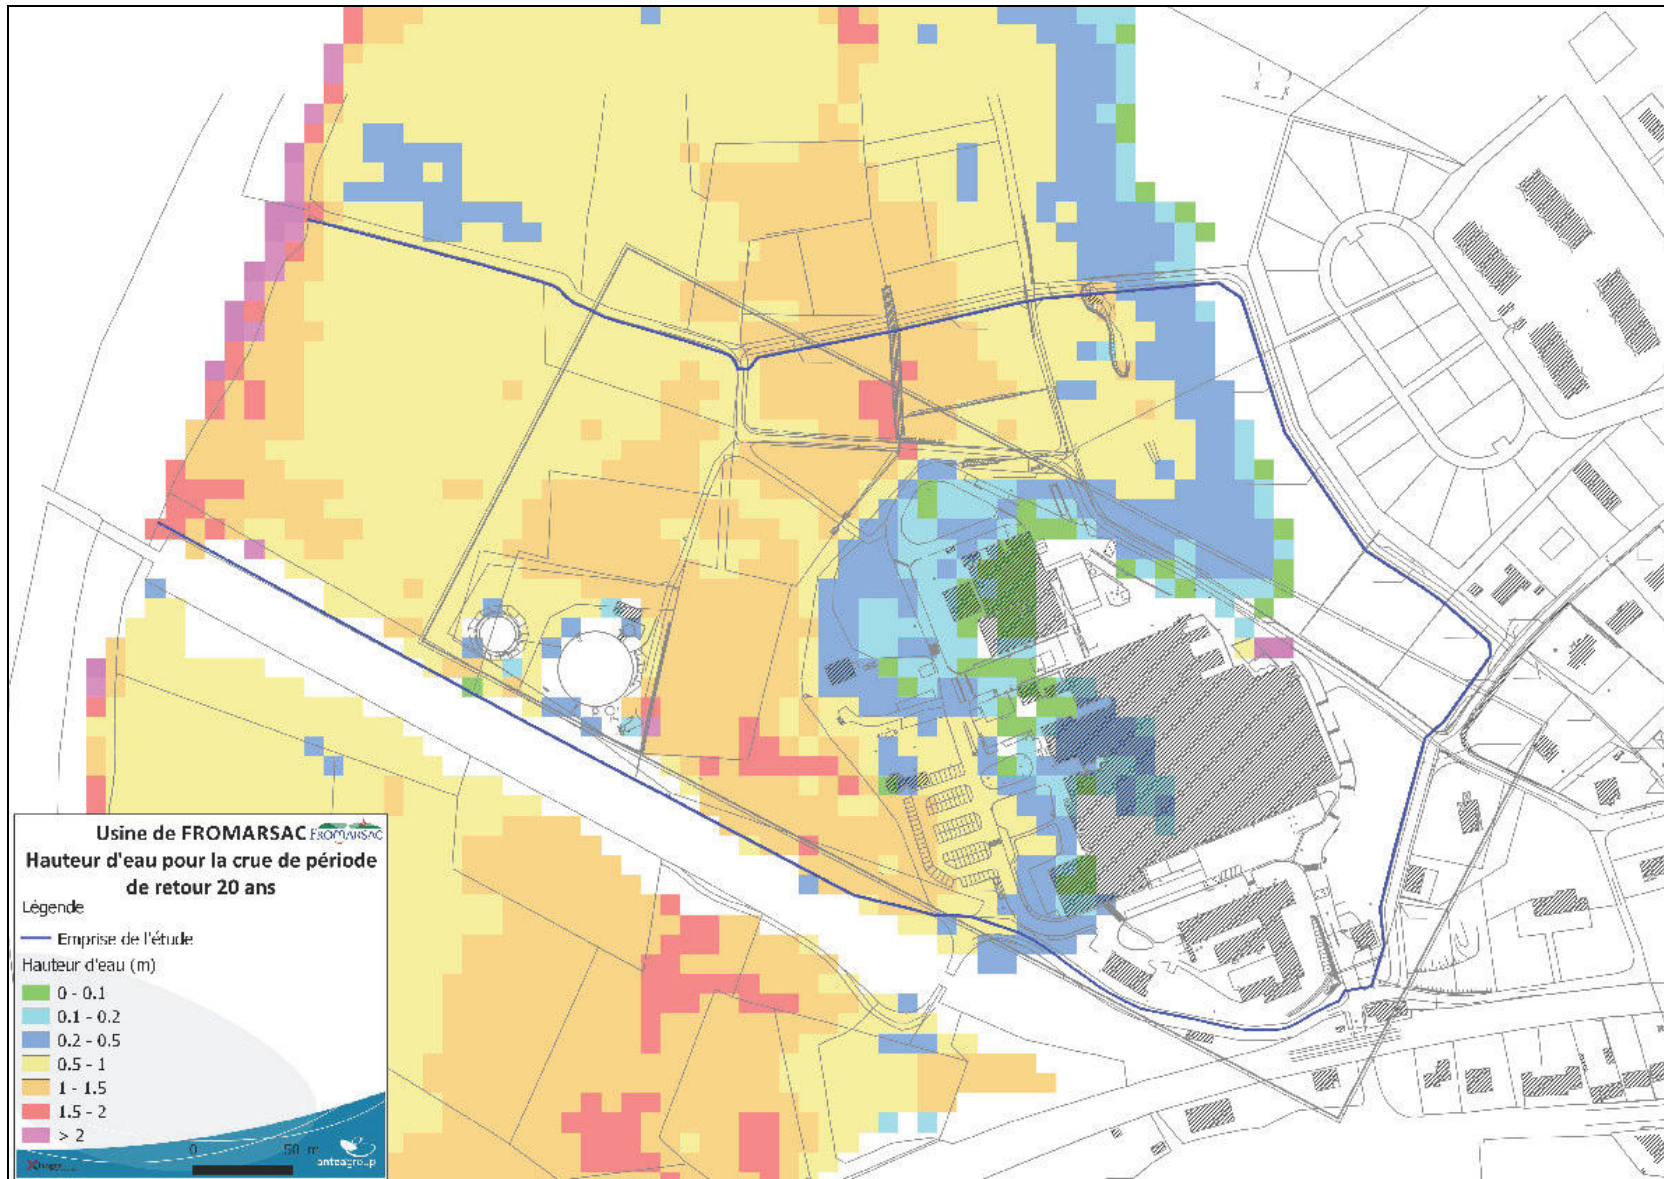 Usine de FROMARSAC FROMARSAC
Hauteur d'eau pour la crue de période
de retour 20 ans
Légende
Emprise de l'étude
Hauteur d'eau (m)
0 - 0.1
0.1 - 0.2
0.2 - 0.5
0.5 - 1
1 - 1.5
1.5 - 2
> 2
0 50 m
anteagroup